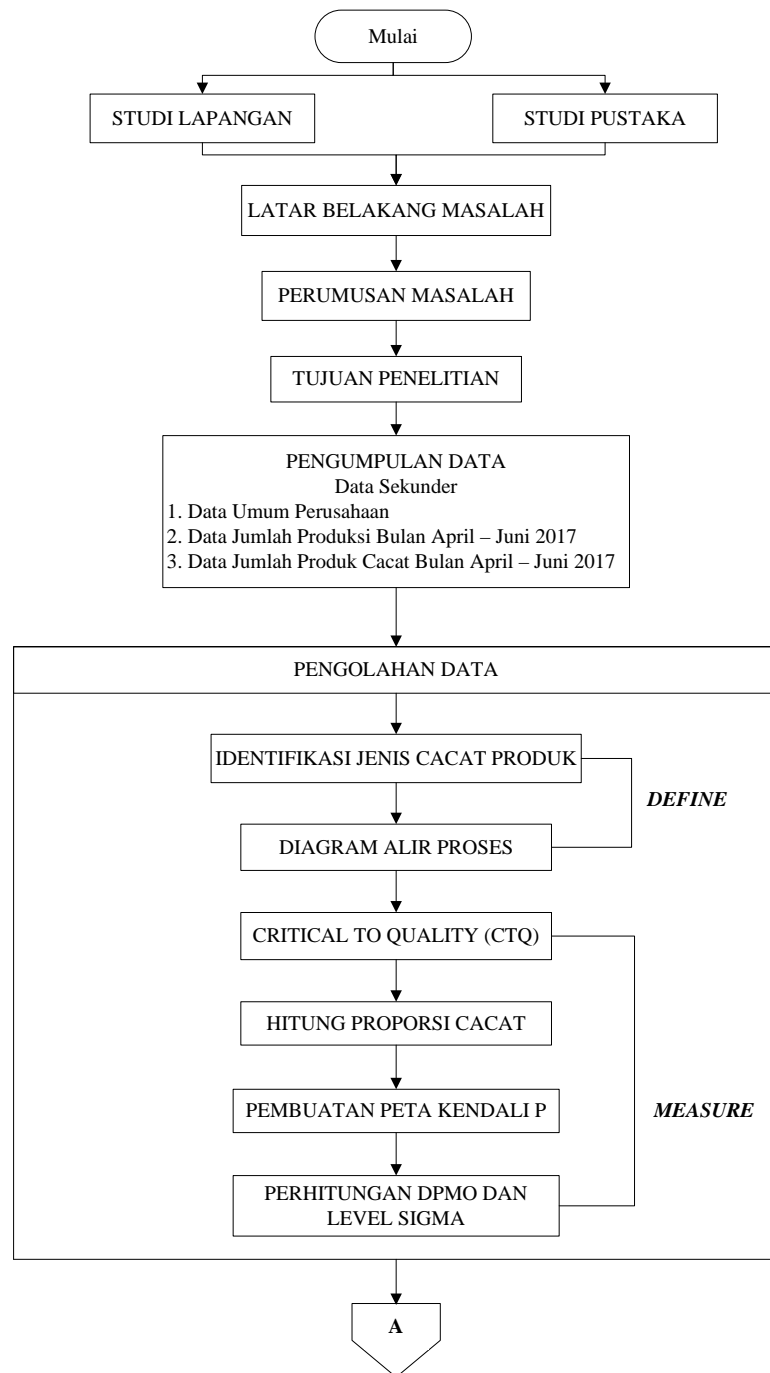 Mulai
STUDI LAPANGAN
STUDI PUSTAKA
LATAR BELAKANG MASALAH
PERUMUSAN MASALAH
TUJUAN PENELITIAN
PENGUMPULAN DATA
Data Sekunder
1. Data Umum Perusahaan
2. Data Jumlah Produksi Bulan April – Juni 2017
3. Data Jumlah Produk Cacat Bulan April – Juni 2017
PENGOLAHAN DATA
IDENTIFIKASI JENIS CACAT PRODUK
DEFINE
DIAGRAM ALIR PROSES
CRITICAL TO QUALITY (CTQ)
HITUNG PROPORSI CACAT
PEMBUATAN PETA KENDALI P
MEASURE
PERHITUNGAN DPMO DAN
LEVEL SIGMA
A